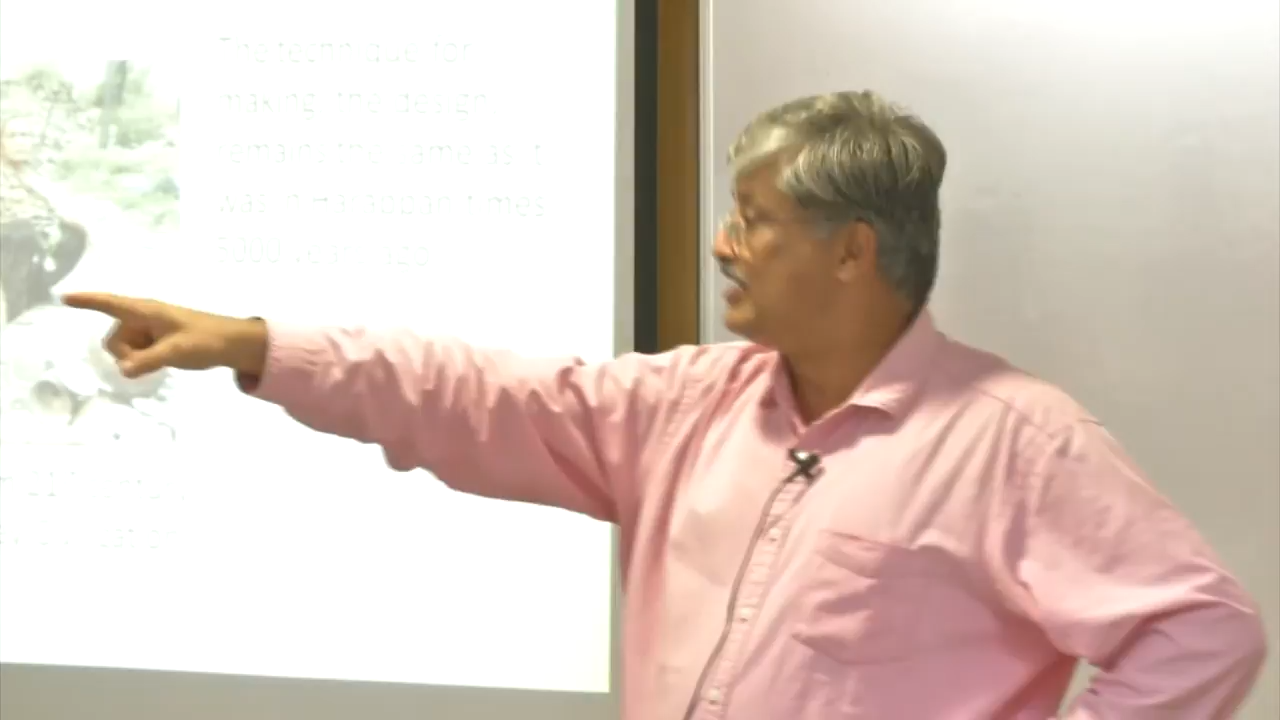 The technique for
making the design
remains the same as it
was in Harappan times
5000 years ago